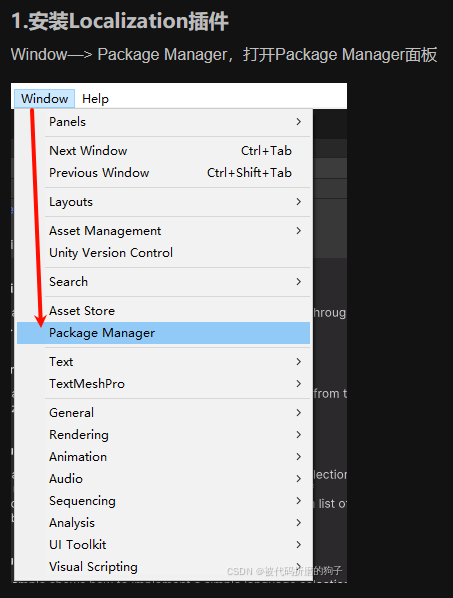 1.安装Localization插件
Window—> Package Manager，打开Package Manager面板
Window Help
Panels
Next Window Ctrl+Tab
Previous Window Ctrl+Shift+Tab
Layouts
Asset Management
Unity Version Control
Search
Asset Store
Package Manager
Text
TextMeshPro
General
Rendering
Animation
Audio
Sequencing
Analysis
UI Toolkit
Visual Scripting
CSDN @被代码折磨的狗子